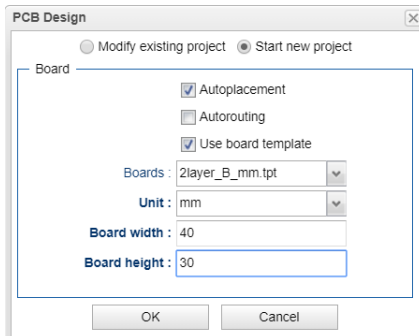 PCB Design
Modify existing project Start new project
Board
Autoplacement
Autorouting
Use board template
Boards : 2layer_B_mm.tpt
Unit : mm
Board width : 40
Board height : 30
OK Cancel